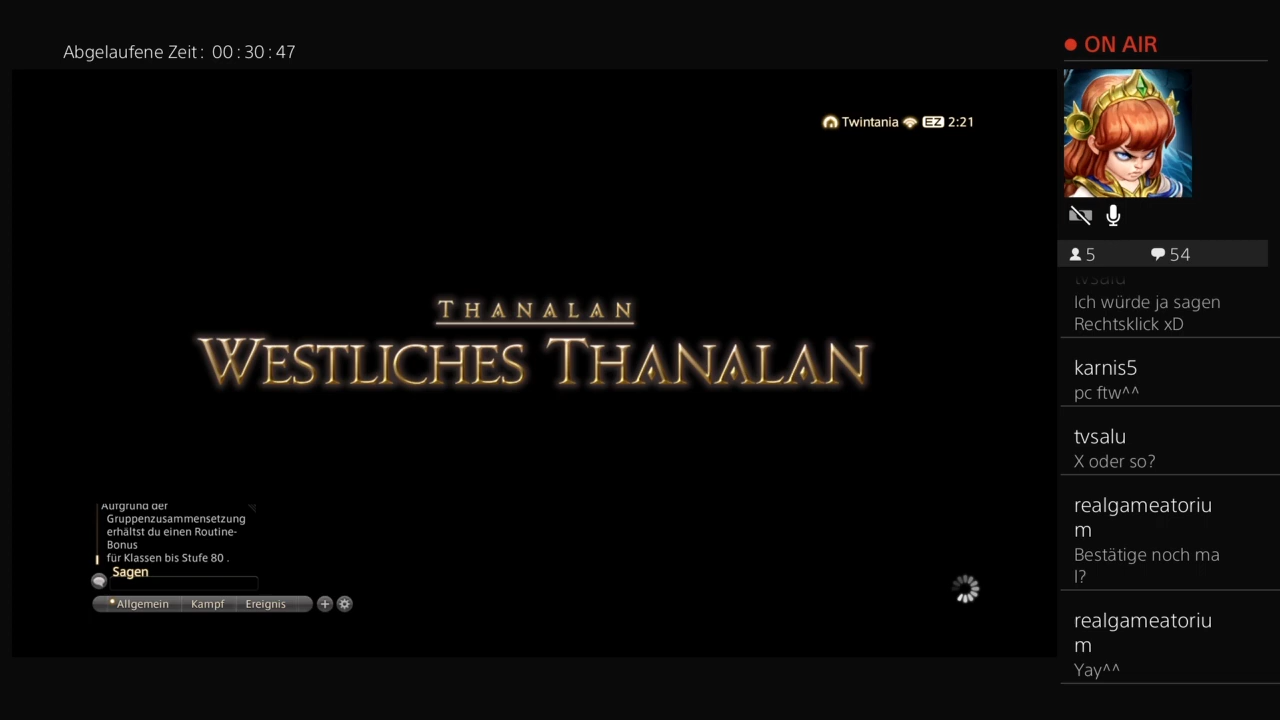 Abgelaufene Zeit: 00:30:47
ON AIR
Twintania EZ 2:21
5 54
tvsalu
Ich würde ja sagen
Rechtsklick xD
karnis5
pc ftw^^
tvsalu
X oder so?
realgameatoriu
m
Bestätige noch ma
l?
realgameatoriu
m
Yay^^
THANALAN
WESTLICHES THANALAN
Aufgrund der
Gruppenzusammensetzung
erhältst du einen Routine-
Bonus
für Klassen bis Stufe 80 .
Sagen
Allgemein Kampf Ereignis